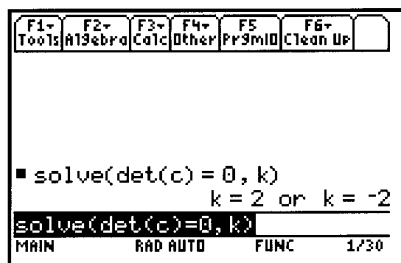 F1▾ F2▾ F3▾ F4▾ F5 F6▾
Tools Algebra Calc Other PrgmIO Clean Up
▪ solve(det(c) = 0, k)
k = 2 or k = ⁻2
solve(det(c)=0,k)
MAIN RAD AUTO FUNC 1/30